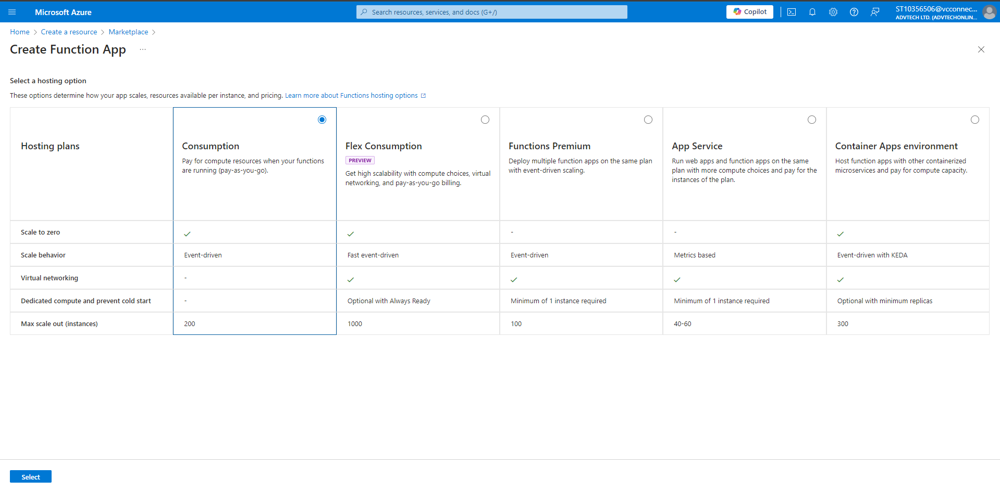 Microsoft Azure
Search resources, services, and docs (G+/)
Copilot
ST10356506@vcconnec...
ADVTECH LTD. (ADVTECHONLIN...
Home > Create a resource > Marketplace >
Create Function App ...
Select a hosting option
These options determine how your app scales, resources available per instance, and pricing. Learn more about Functions hosting options
Hosting plans
Consumption
Pay for compute resources when your functions
are running (pay-as-you-go).
Flex Consumption
PREVIEW
Get high scalability with compute choices, virtual
networking, and pay-as-you-go billing.
Functions Premium
Deploy multiple function apps on the same plan
with event-driven scaling.
App Service
Run web apps and function apps on the same
plan with more compute choices and pay for the
instances of the plan.
Container Apps environment
Host function apps with other containerized
microservices and pay for compute capacity.
Scale to zero ✓ ✓ - - ✓
Scale behavior Event-driven Fast event-driven Event-driven Metrics based Event-driven with KEDA
Virtual networking - ✓ ✓ ✓ ✓
Dedicated compute and prevent cold start - Optional with Always Ready Minimum of 1 instance required Minimum of 1 instance required Optional with minimum replicas
Max scale out (instances) 200 1000 100 40-60 300
Select